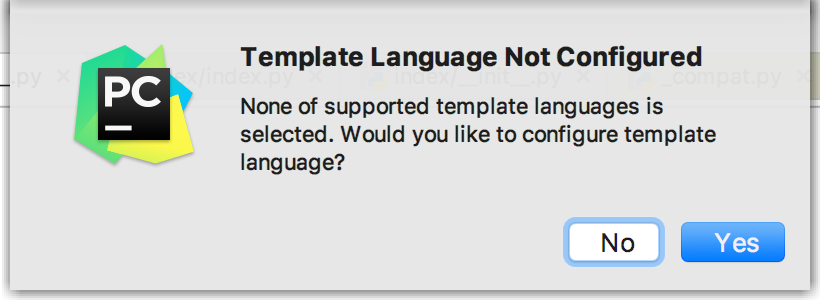 Template Language Not Configured
.py
ex/index.py
index/__init__.py
_compat.py
PC
None of supported template languages is
selected. Would you like to configure template
language?
No
Yes